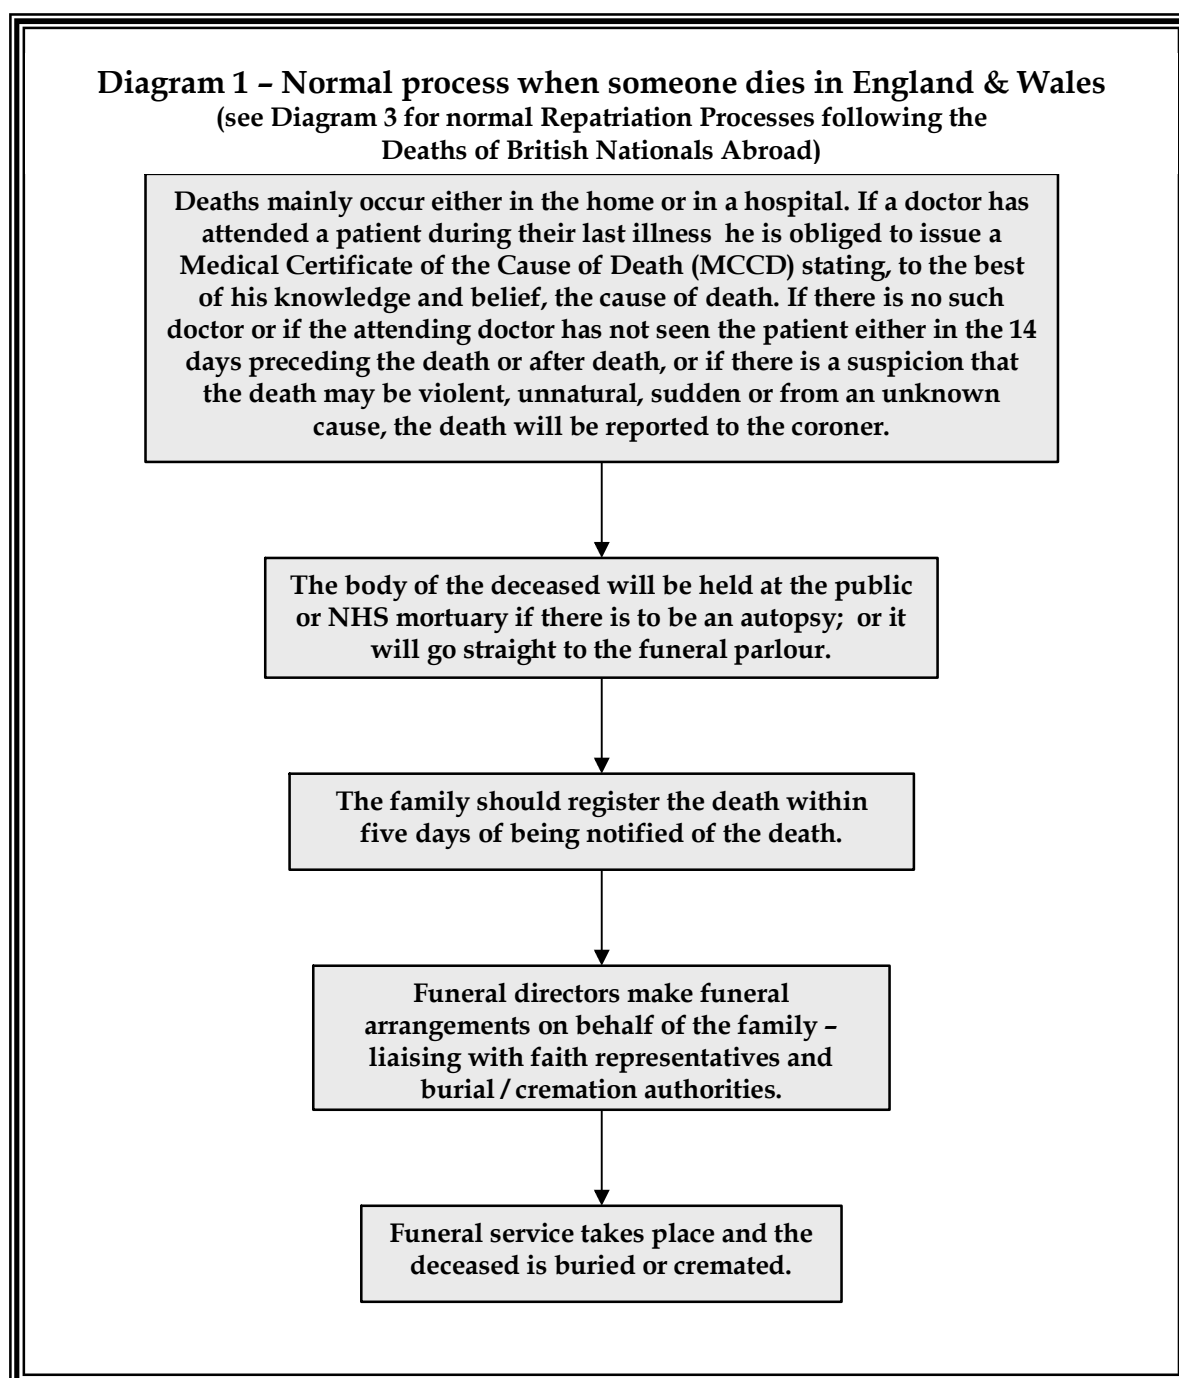 Diagram 1 – Normal process when someone dies in England & Wales
(see Diagram 3 for normal Repatriation Processes following the
Deaths of British Nationals Abroad)
Deaths mainly occur either in the home or in a hospital. If a doctor has
attended a patient during their last illness he is obliged to issue a
Medical Certificate of the Cause of Death (MCCD) stating, to the best
of his knowledge and belief, the cause of death. If there is no such
doctor or if the attending doctor has not seen the patient either in the 14
days preceding the death or after death, or if there is a suspicion that
the death may be violent, unnatural, sudden or from an unknown
cause, the death will be reported to the coroner.
The body of the deceased will be held at the public
or NHS mortuary if there is to be an autopsy; or it
will go straight to the funeral parlour.
The family should register the death within
five days of being notified of the death.
Funeral directors make funeral
arrangements on behalf of the family –
liaising with faith representatives and
burial / cremation authorities.
Funeral service takes place and the
deceased is buried or cremated.